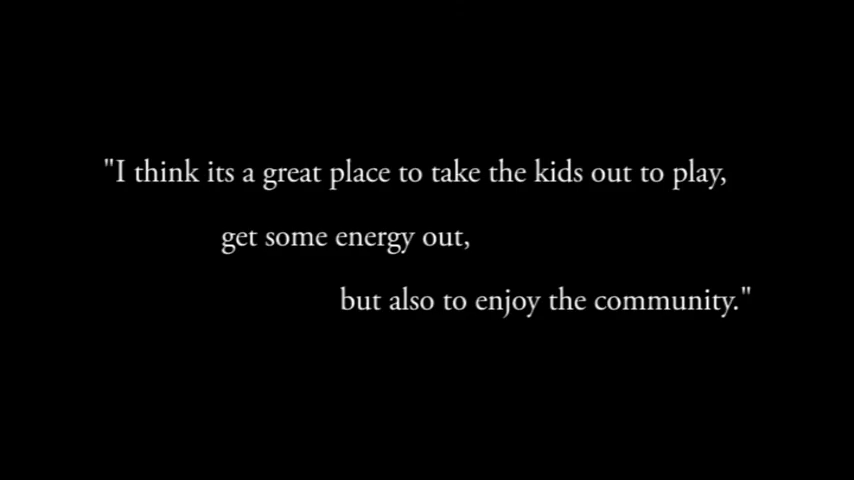 "I think its a great place to take the kids out to play,
get some energy out,
but also to enjoy the community."